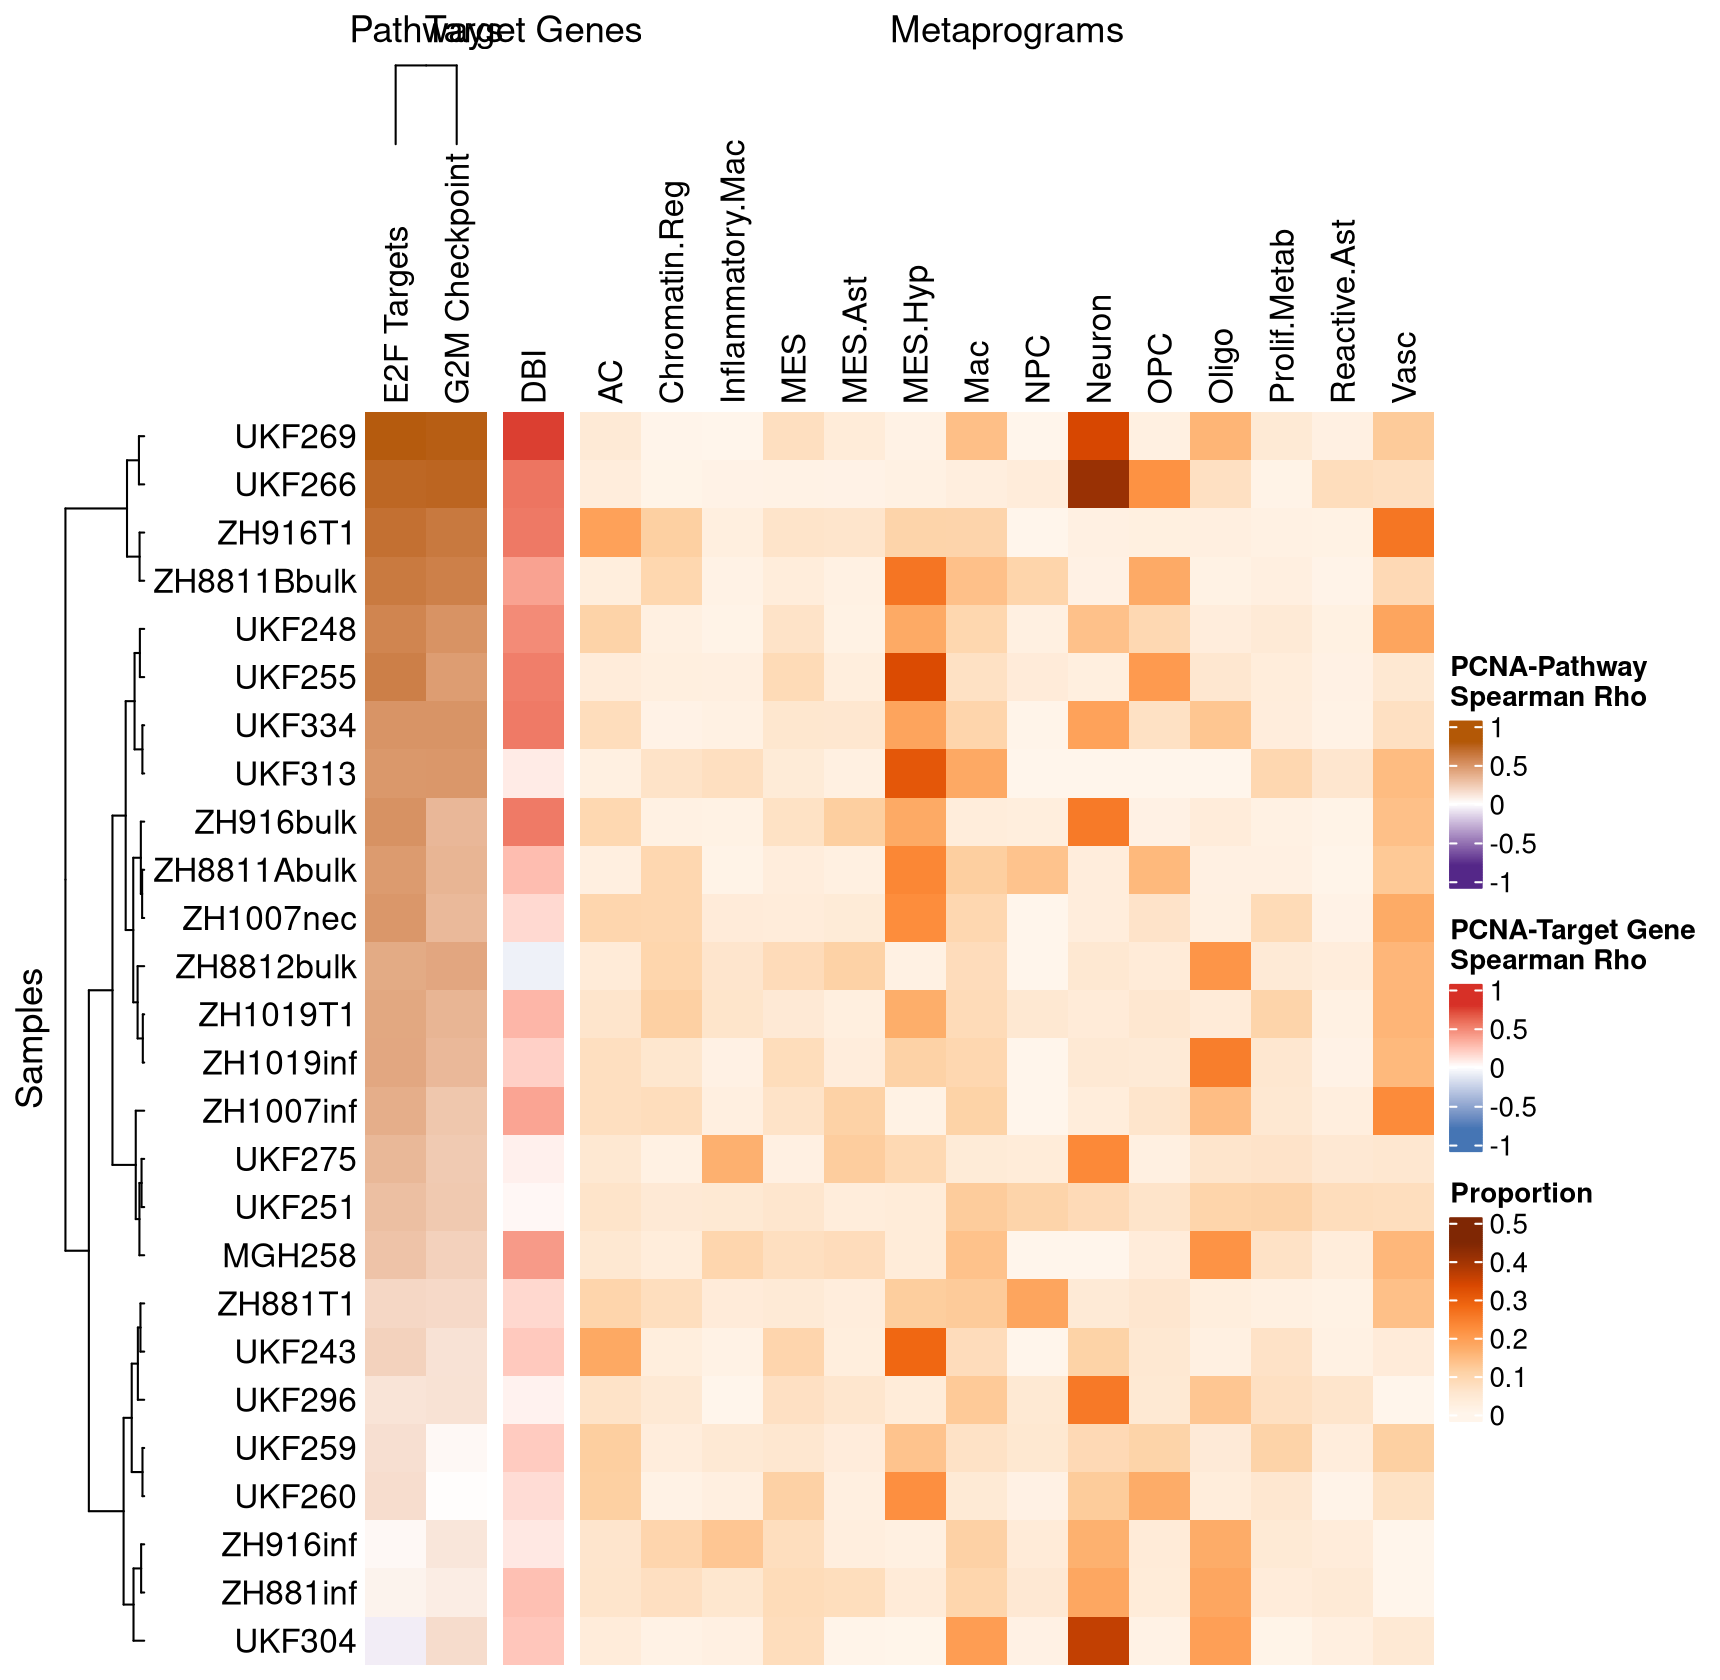 Pathways Target Genes Metaprograms
E2F Targets
G2M Checkpoint
DBI
AC
Chromatin.Reg
Inflammatory.Mac
MES
MES.Ast
MES.Hyp
Mac
NPC
Neuron
OPC
Oligo
Prolif.Metab
Reactive.Ast
Vasc
Samples
UKF269
UKF266
ZH916T1
ZH8811Bbulk
UKF248
UKF255
UKF334
UKF313
ZH916bulk
ZH8811Abulk
ZH1007nec
ZH8812bulk
ZH1019T1
ZH1019inf
ZH1007inf
UKF275
UKF251
MGH258
ZH881T1
UKF243
UKF296
UKF259
UKF260
ZH916inf
ZH881inf
UKF304
PCNA-Pathway
Spearman Rho
1
0.5
0
-0.5
-1
PCNA-Target Gene
Spearman Rho
1
0.5
0
-0.5
-1
Proportion
0.5
0.4
0.3
0.2
0.1
0